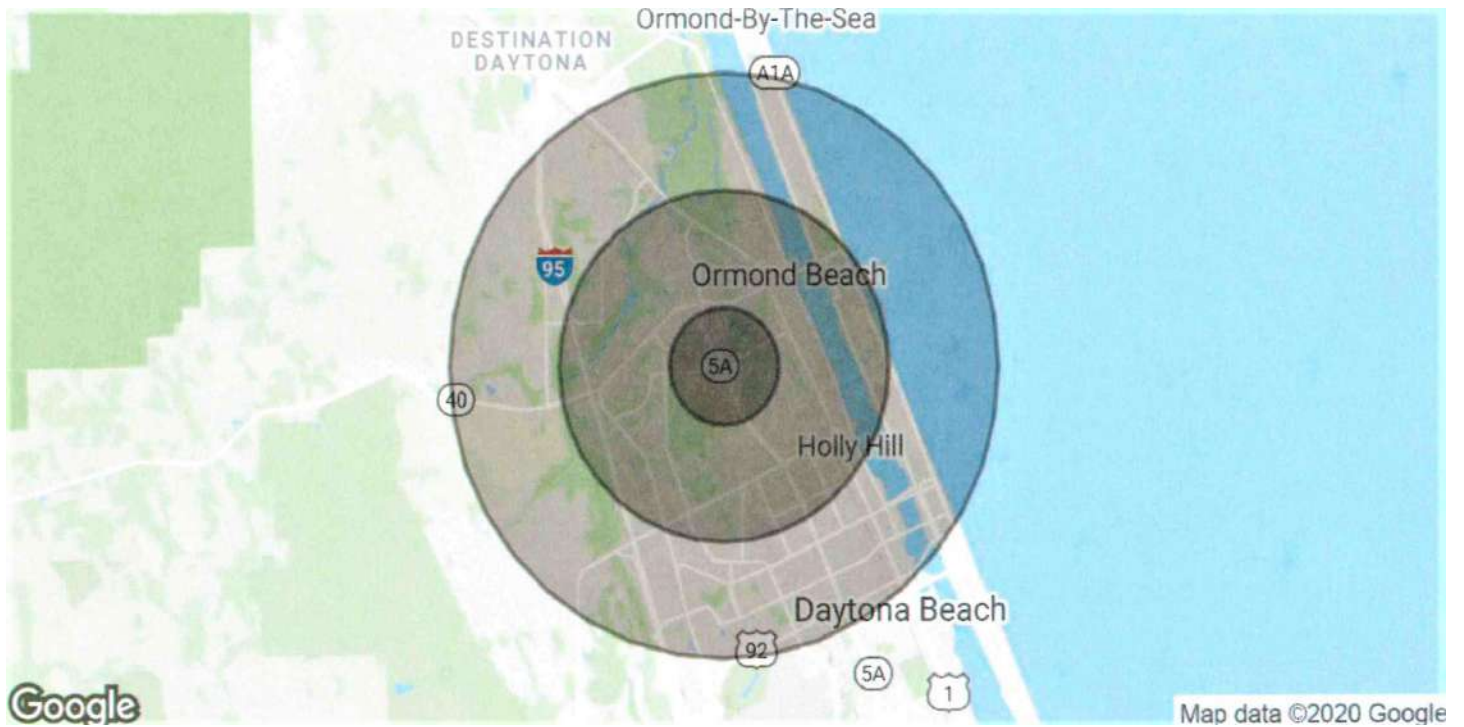 Ormond-By-The-Sea
DESTINATION
DAYTONA
A1A
95
Ormond Beach
5A
40
Holly Hill
Daytona Beach
92
5A
1
Google
Map data ©2020 Google